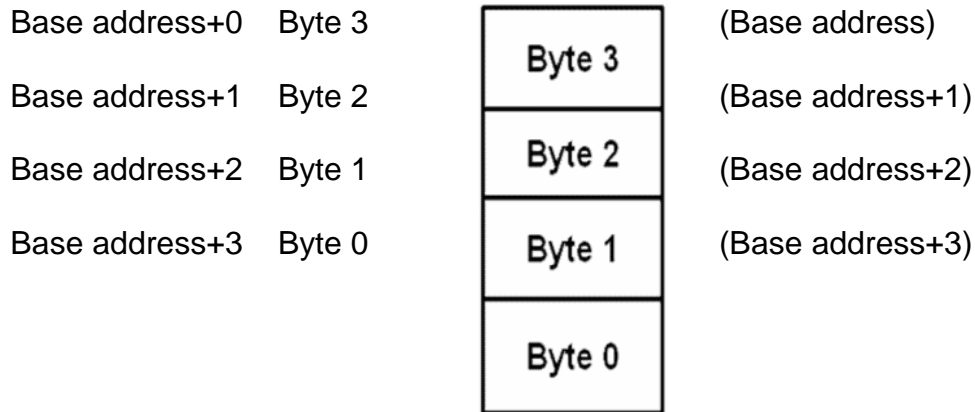 Base address+0 Byte 3 Byte 3 (Base address)
Base address+1 Byte 2 Byte 2 (Base address+1)
Base address+2 Byte 1 Byte 1 (Base address+2)
Base address+3 Byte 0 Byte 0 (Base address+3)